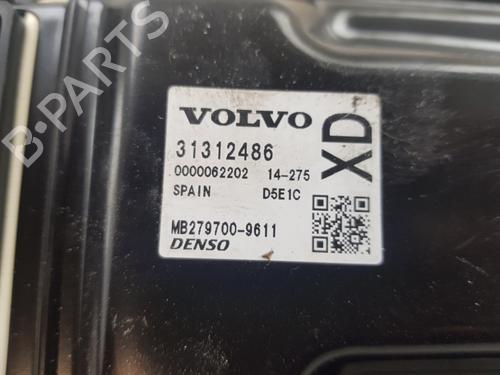 VOLVO
XD
31312486
0000062202 14-275
SPAIN D5E1C
MB279700-9611
DENSO
B-PARTS